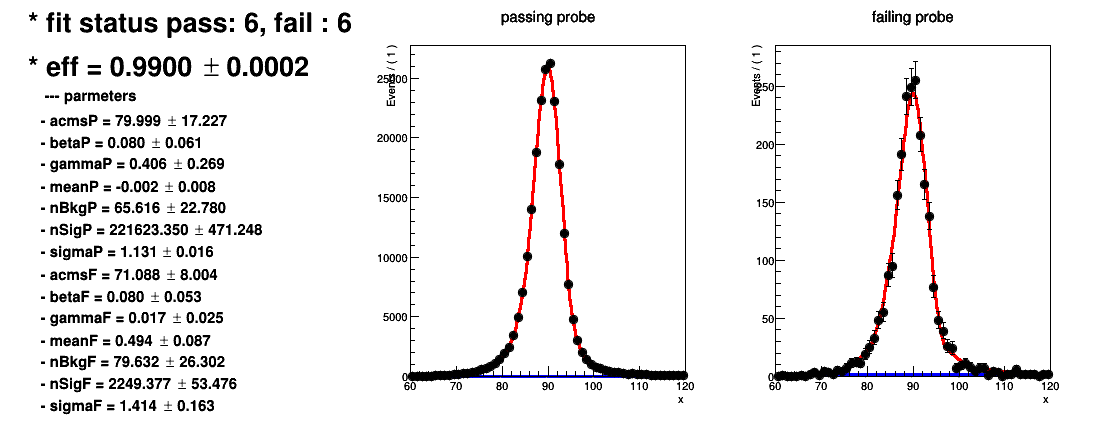 * fit status pass: 6, fail : 6
* eff = 0.9900 ± 0.0002
--- parmeters
- acmsP = 79.999 ± 17.227
- betaP = 0.080 ± 0.061
- gammaP = 0.406 ± 0.269
- meanP = -0.002 ± 0.008
- nBkgP = 65.616 ± 22.780
- nSigP = 221623.350 ± 471.248
- sigmaP = 1.131 ± 0.016
- acmsF = 71.088 ± 8.004
- betaF = 0.080 ± 0.053
- gammaF = 0.017 ± 0.025
- meanF = 0.494 ± 0.087
- nBkgF = 79.632 ± 26.302
- nSigF = 2249.377 ± 53.476
- sigmaF = 1.414 ± 0.163
passing probe
Events / ( 1 )
25000
20000
15000
10000
5000
0
60 70 80 90 100 110 120
x
failing probe
Events / ( 1 )
250
200
150
100
50
0
60 70 80 90 100 110 120
x